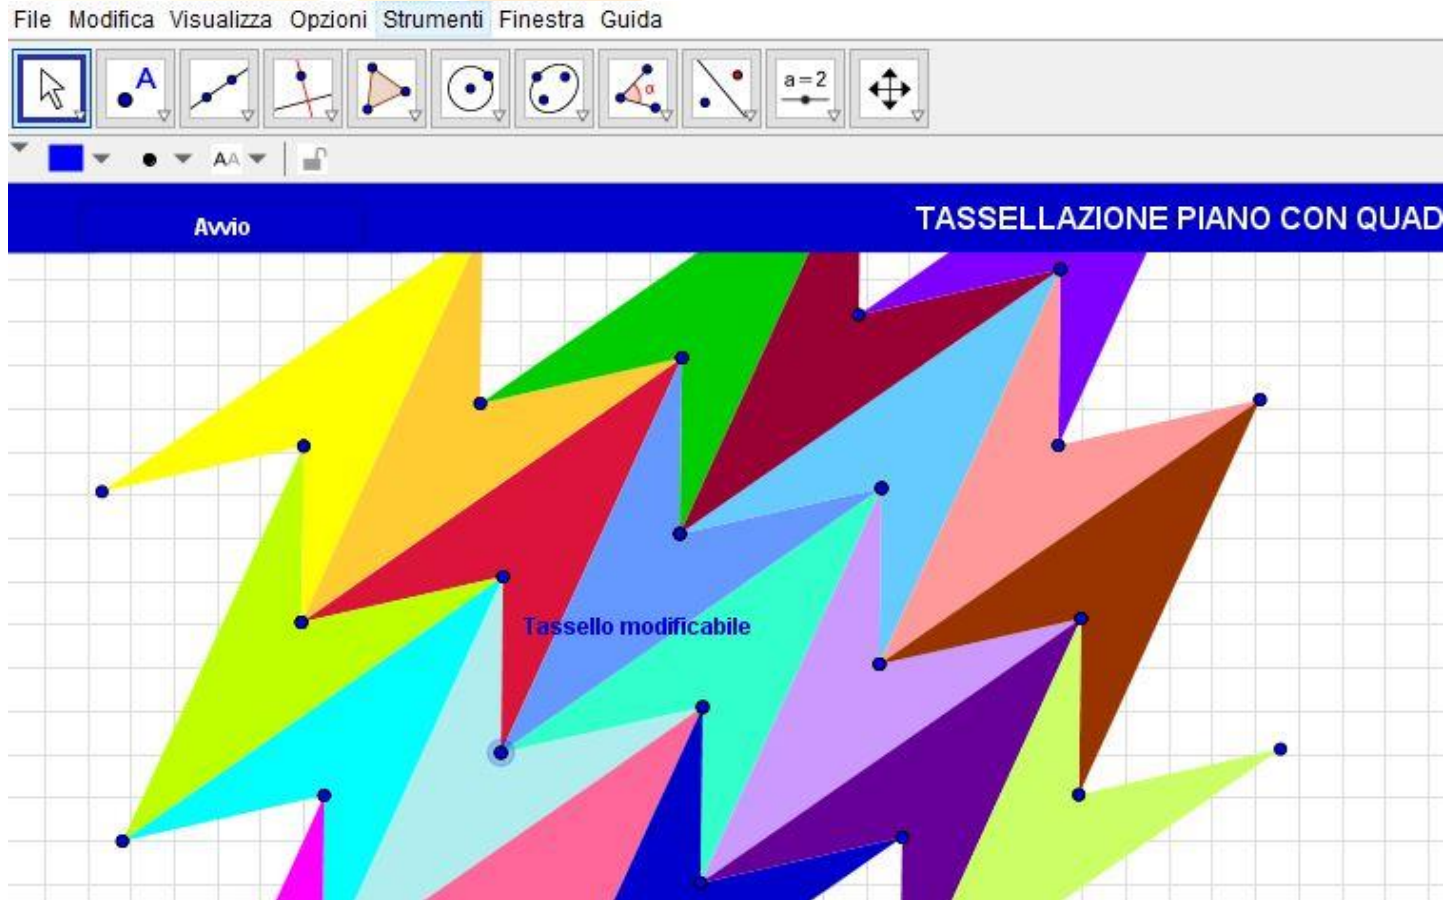 File Modifica Visualizza Opzioni Strumenti Finestra Guida
A
α
a=2
AA
Avvio
TASSELLAZIONE PIANO CON QUAD
Tassello modificabile